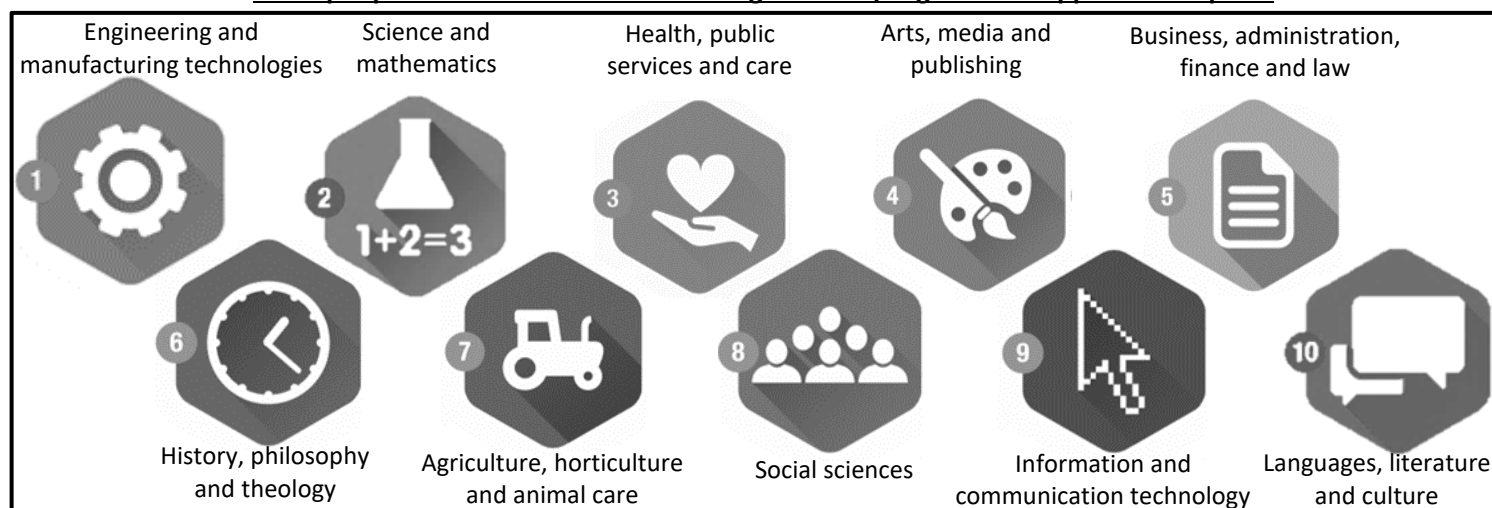 Engineering and
manufacturing technologies
Science and
mathematics
Health, public
services and care
Arts, media and
publishing
Business, administration,
finance and law
1
2
1+2=3
3
4
5
6
7
8
9
10
History, philosophy
and theology
Agriculture, horticulture
and animal care
Social sciences
Information and
communication technology
Languages, literature
and culture